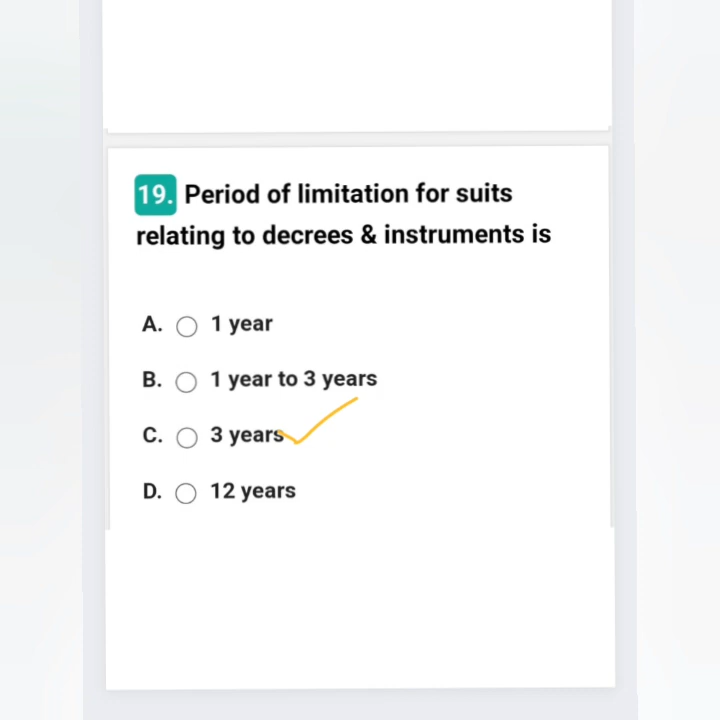 19. Period of limitation for suits
relating to decrees & instruments is
A. 1 year
B. 1 year to 3 years
C. 3 years
D. 12 years